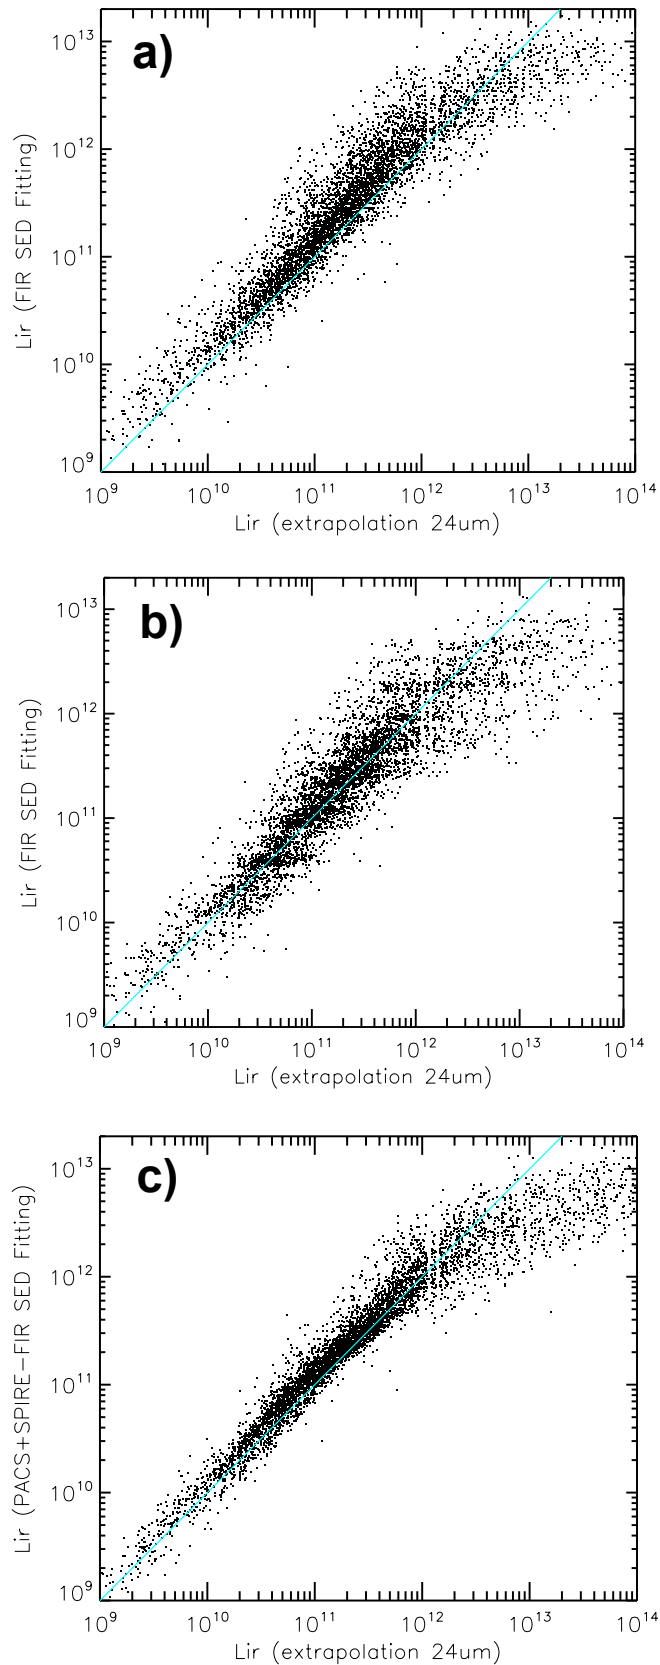 a)
10^13
10^12
10^11
10^10
10^9
Lir (FIR SED Fitting)
10^9 10^10 10^11 10^12 10^13 10^14
Lir (extrapolation 24um)
b)
10^13
10^12
10^11
10^10
10^9
Lir (FIR SED Fitting)
10^9 10^10 10^11 10^12 10^13 10^14
Lir (extrapolation 24um)
c)
10^13
10^12
10^11
10^10
10^9
Lir (PACS+SPIRE-FIR SED Fitting)
10^9 10^10 10^11 10^12 10^13 10^14
Lir (extrapolation 24um)